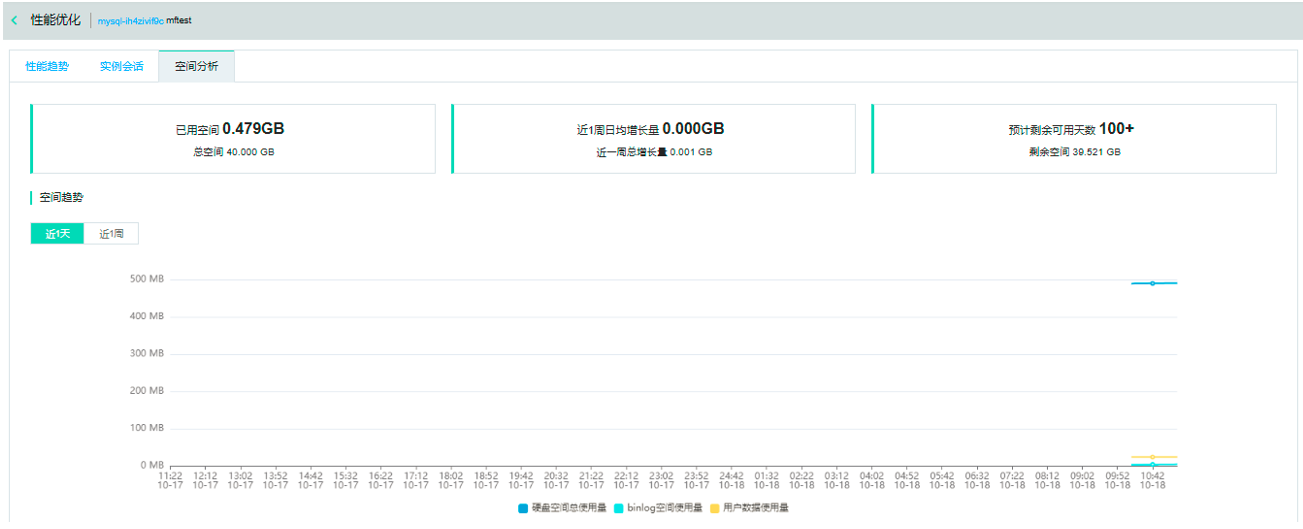 性能优化 mysql-ih4zivif9c mftest
性能趋势 实例会话 空间分析
已用空间 0.479GB
总空间 40.000 GB
近1周日均增长量 0.000GB
近一周总增长量 0.001 GB
预计剩余可用天数 100+
剩余空间 39.521 GB
空间趋势
近1天 近1周
500 MB
400 MB
300 MB
200 MB
100 MB
0 MB
11:22 12:12 13:02 13:52 14:42 15:32 16:22 17:12 18:02 18:52 19:42 20:32 21:22 22:12 23:02 23:52 24:42 01:32 02:22 03:12 04:02 04:52 05:42 06:32 07:22 08:12 09:02 09:52 10:42
10-17 10-17 10-17 10-17 10-17 10-17 10-17 10-17 10-17 10-17 10-17 10-17 10-17 10-17 10-17 10-17 10-18 10-18 10-18 10-18 10-18 10-18 10-18 10-18 10-18 10-18 10-18 10-18 10-18
硬盘空间总使用量 binlog空间使用量 用户数据使用量